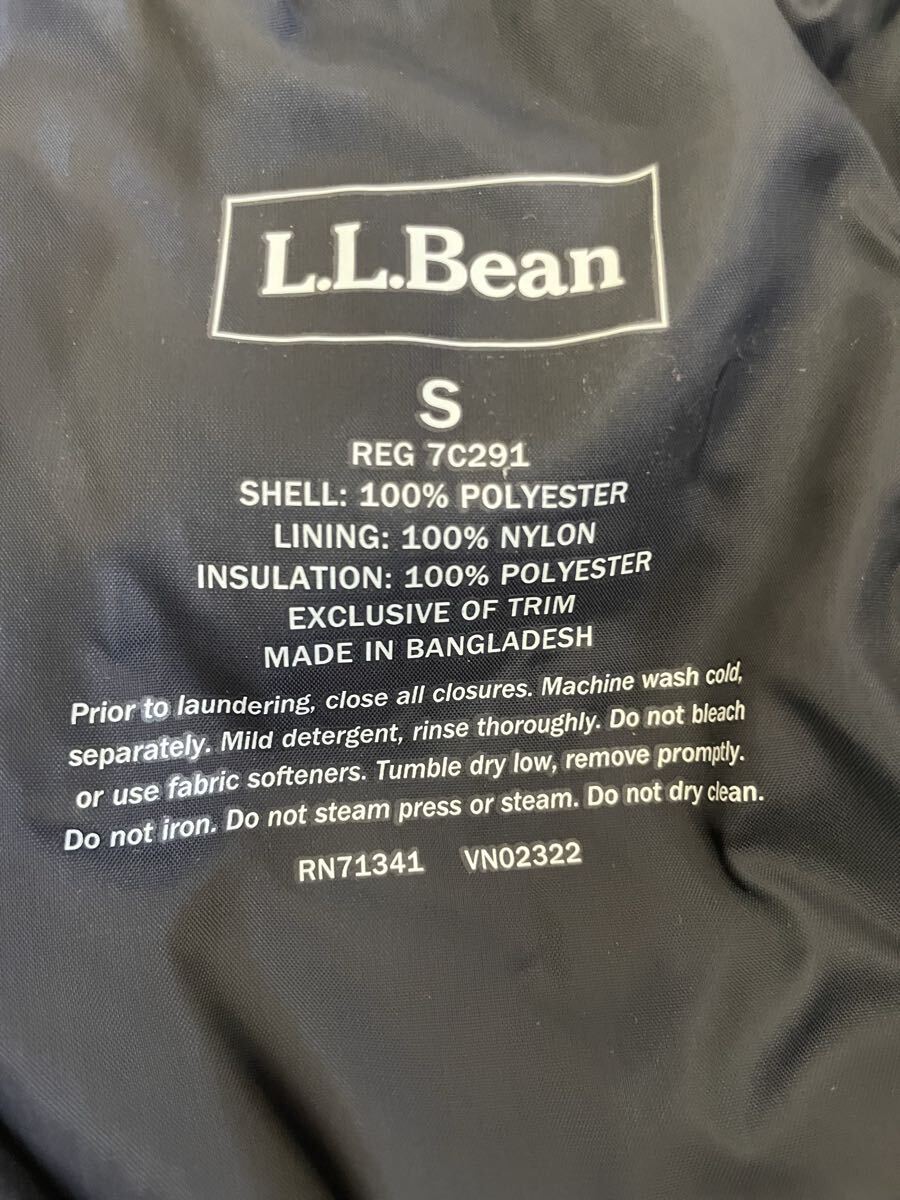 L.L.Bean
S
REG 7C291
SHELL: 100% POLYESTER
LINING: 100% NYLON
INSULATION: 100% POLYESTER
EXCLUSIVE OF TRIM
MADE IN BANGLADESH
Prior to laundering, close all closures. Machine wash cold,
separately. Mild detergent, rinse thoroughly. Do not bleach
or use fabric softeners. Tumble dry low, remove promptly.
Do not iron. Do not steam press or steam. Do not dry clean.
RN71341 VN02322